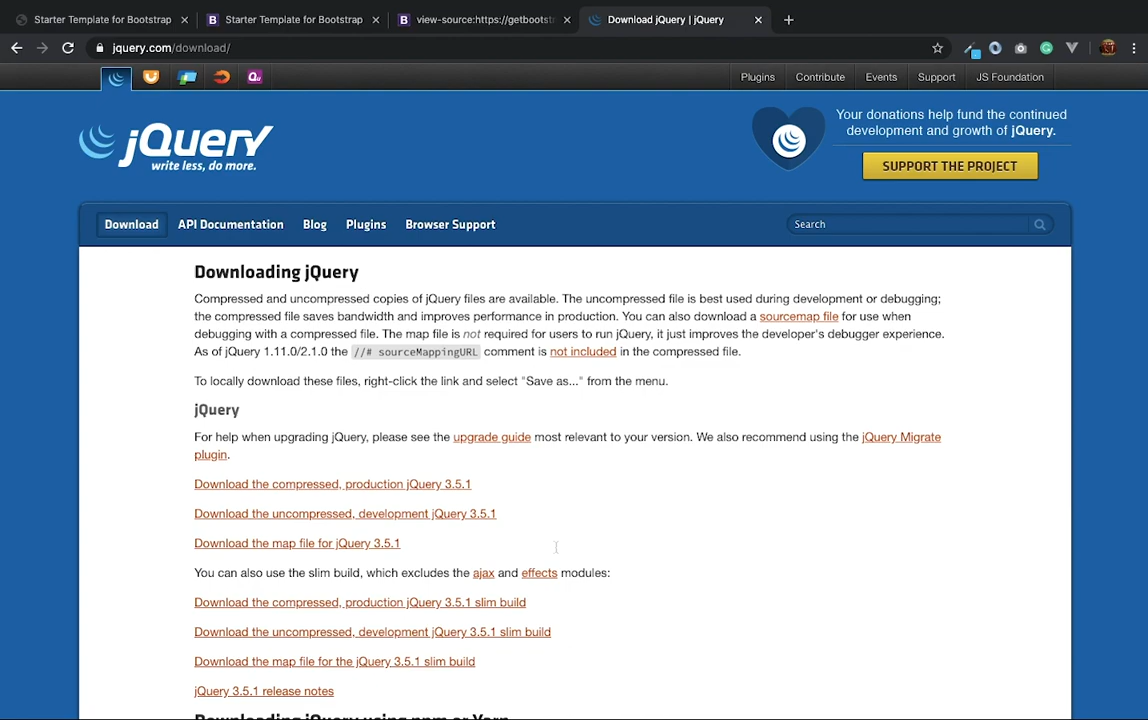 Starter Template for Bootstrap
Starter Template for Bootstrap
view-source:https://getbootst
Download jQuery | jQuery
jquery.com/download/
Plugins
Contribute
Events
Support
JS Foundation
jQuery
write less, do more.
Your donations help fund the continued
development and growth of jQuery.
SUPPORT THE PROJECT
Download
API Documentation
Blog
Plugins
Browser Support
Search
Downloading jQuery
Compressed and uncompressed copies of jQuery files are available. The uncompressed file is best used during development or debugging;
the compressed file saves bandwidth and improves performance in production. You can also download a sourcemap file for use when
debugging with a compressed file. The map file is not required for users to run jQuery, it just improves the developer's debugger experience.
As of jQuery 1.11.0/2.1.0 the //# sourceMappingURL comment is not included in the compressed file.
To locally download these files, right-click the link and select "Save as..." from the menu.
jQuery
For help when upgrading jQuery, please see the upgrade guide most relevant to your version. We also recommend using the jQuery Migrate
plugin.
Download the compressed, production jQuery 3.5.1
Download the uncompressed, development jQuery 3.5.1
Download the map file for jQuery 3.5.1
You can also use the slim build, which excludes the ajax and effects modules:
Download the compressed, production jQuery 3.5.1 slim build
Download the uncompressed, development jQuery 3.5.1 slim build
Download the map file for the jQuery 3.5.1 slim build
jQuery 3.5.1 release notes
Downloading jQuery using npm or Yarn